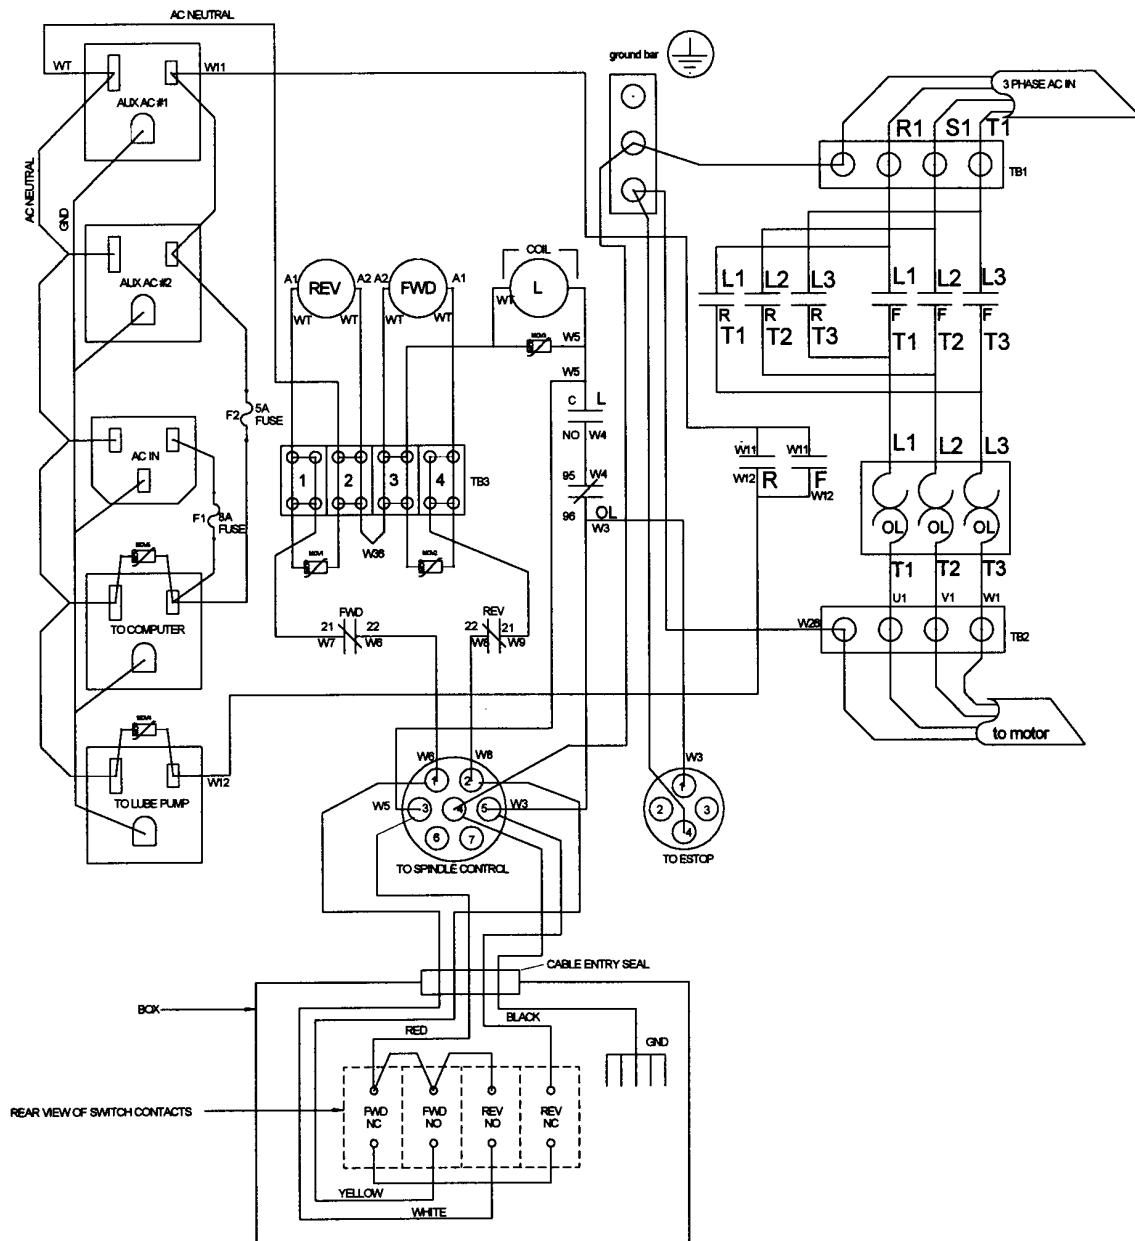 AC NEUTRAL
WT
W11
AUX AC #1
AC NEUTRAL
GND
AUX AC #2
ground bar
3 PHASE AC IN
R1 S1 T1
TB1
COIL
A1 REV A2
A2 FWD A1
L
WT WT WT WT
WT
W5
W5
C L
NO W4
95 W4
96 OL
W3
L1 L2 L3
R R R
T1 T2 T3
L1 L2 L3
F F F
T1 T2 T3
F2 5A
FUSE
AC IN
F1 8A
FUSE
1 2 3 4
TB3
W11 W11
W12 R F
W12
L1 L2 L3
OL OL OL
T1 T2 T3
U1 V1 W1
W36
MOV1
MOV2
TO COMPUTER
FWD
21 22
W7 W6
REV
22 21
W8 W9
W28
TB2
to motor
TO LUBE PUMP
W12
W6 W8
W5 W3
1 2
3 4 5
6 7
TO SPINDLE CONTROL
W3
1
2 3
4
TO ESTOP
CABLE ENTRY SEAL
BOX
RED
BLACK
GND
REAR VIEW OF SWITCH CONTACTS
FWD
NC
FWD
NO
REV
NO
REV
NC
YELLOW
WHITE